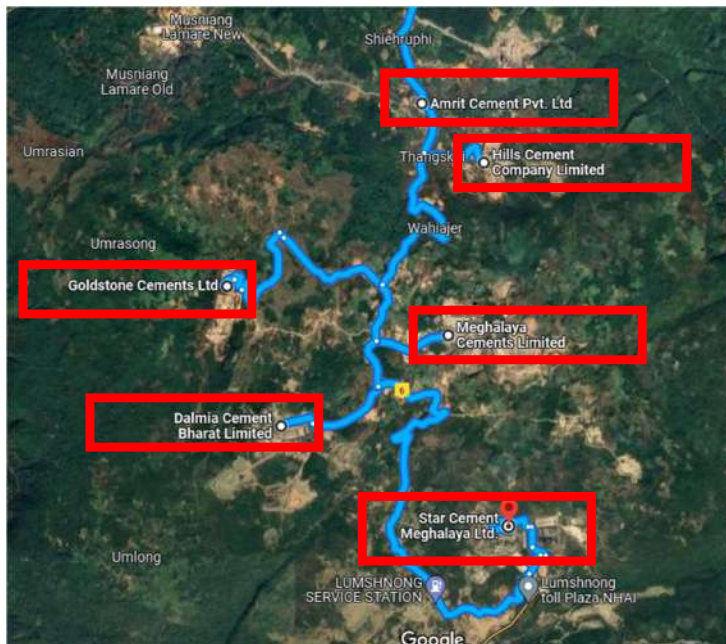 Musniang
Lamare New
Shiehruphi
Musniang
Lamare Old
Amrit Cement Pvt. Ltd
Umrasian
Hills Cement
Company Limited
Wahiajer
Umrasong
Goldstone Cements Ltd
Meghalaya
Cements Limited
6
Dalmia Cement
Bharat Limited
Star Cement
Meghalaya Ltd.
Umlong
LUMSHNONG
SERVICE STATION
Lumshnong
toll Plaza NHAI
Google